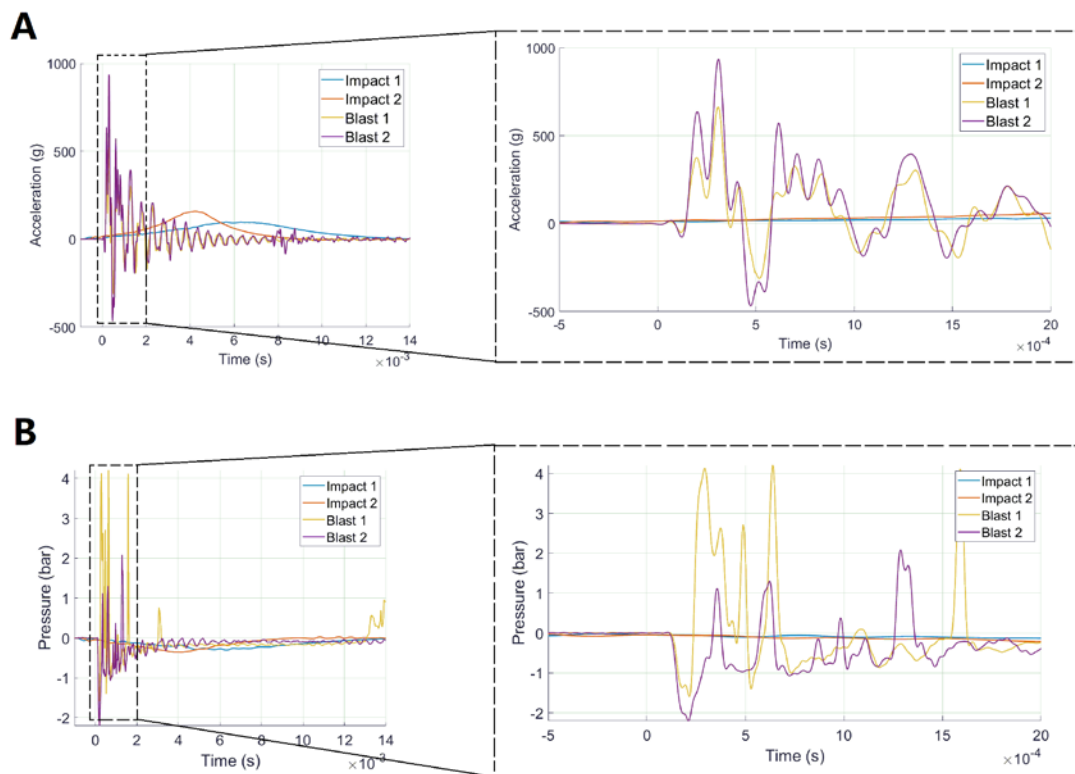 A
1000
500
0
-500
Acceleration (g)
Impact 1
Impact 2
Blast 1
Blast 2
0 2 4 6 8 10 12 14
Time (s)
×10⁻³
1000
500
0
-500
Acceleration (g)
Impact 1
Impact 2
Blast 1
Blast 2
-5 0 5 10 15 20
Time (s)
×10⁻⁴
B
4
3
2
1
0
-1
-2
Pressure (bar)
Impact 1
Impact 2
Blast 1
Blast 2
0 2 4 6 8 10 12 14
Time (s)
×10⁻³
4
3
2
1
0
-1
-2
Pressure (bar)
Impact 1
Impact 2
Blast 1
Blast 2
-5 0 5 10 15 20
Time (s)
×10⁻⁴